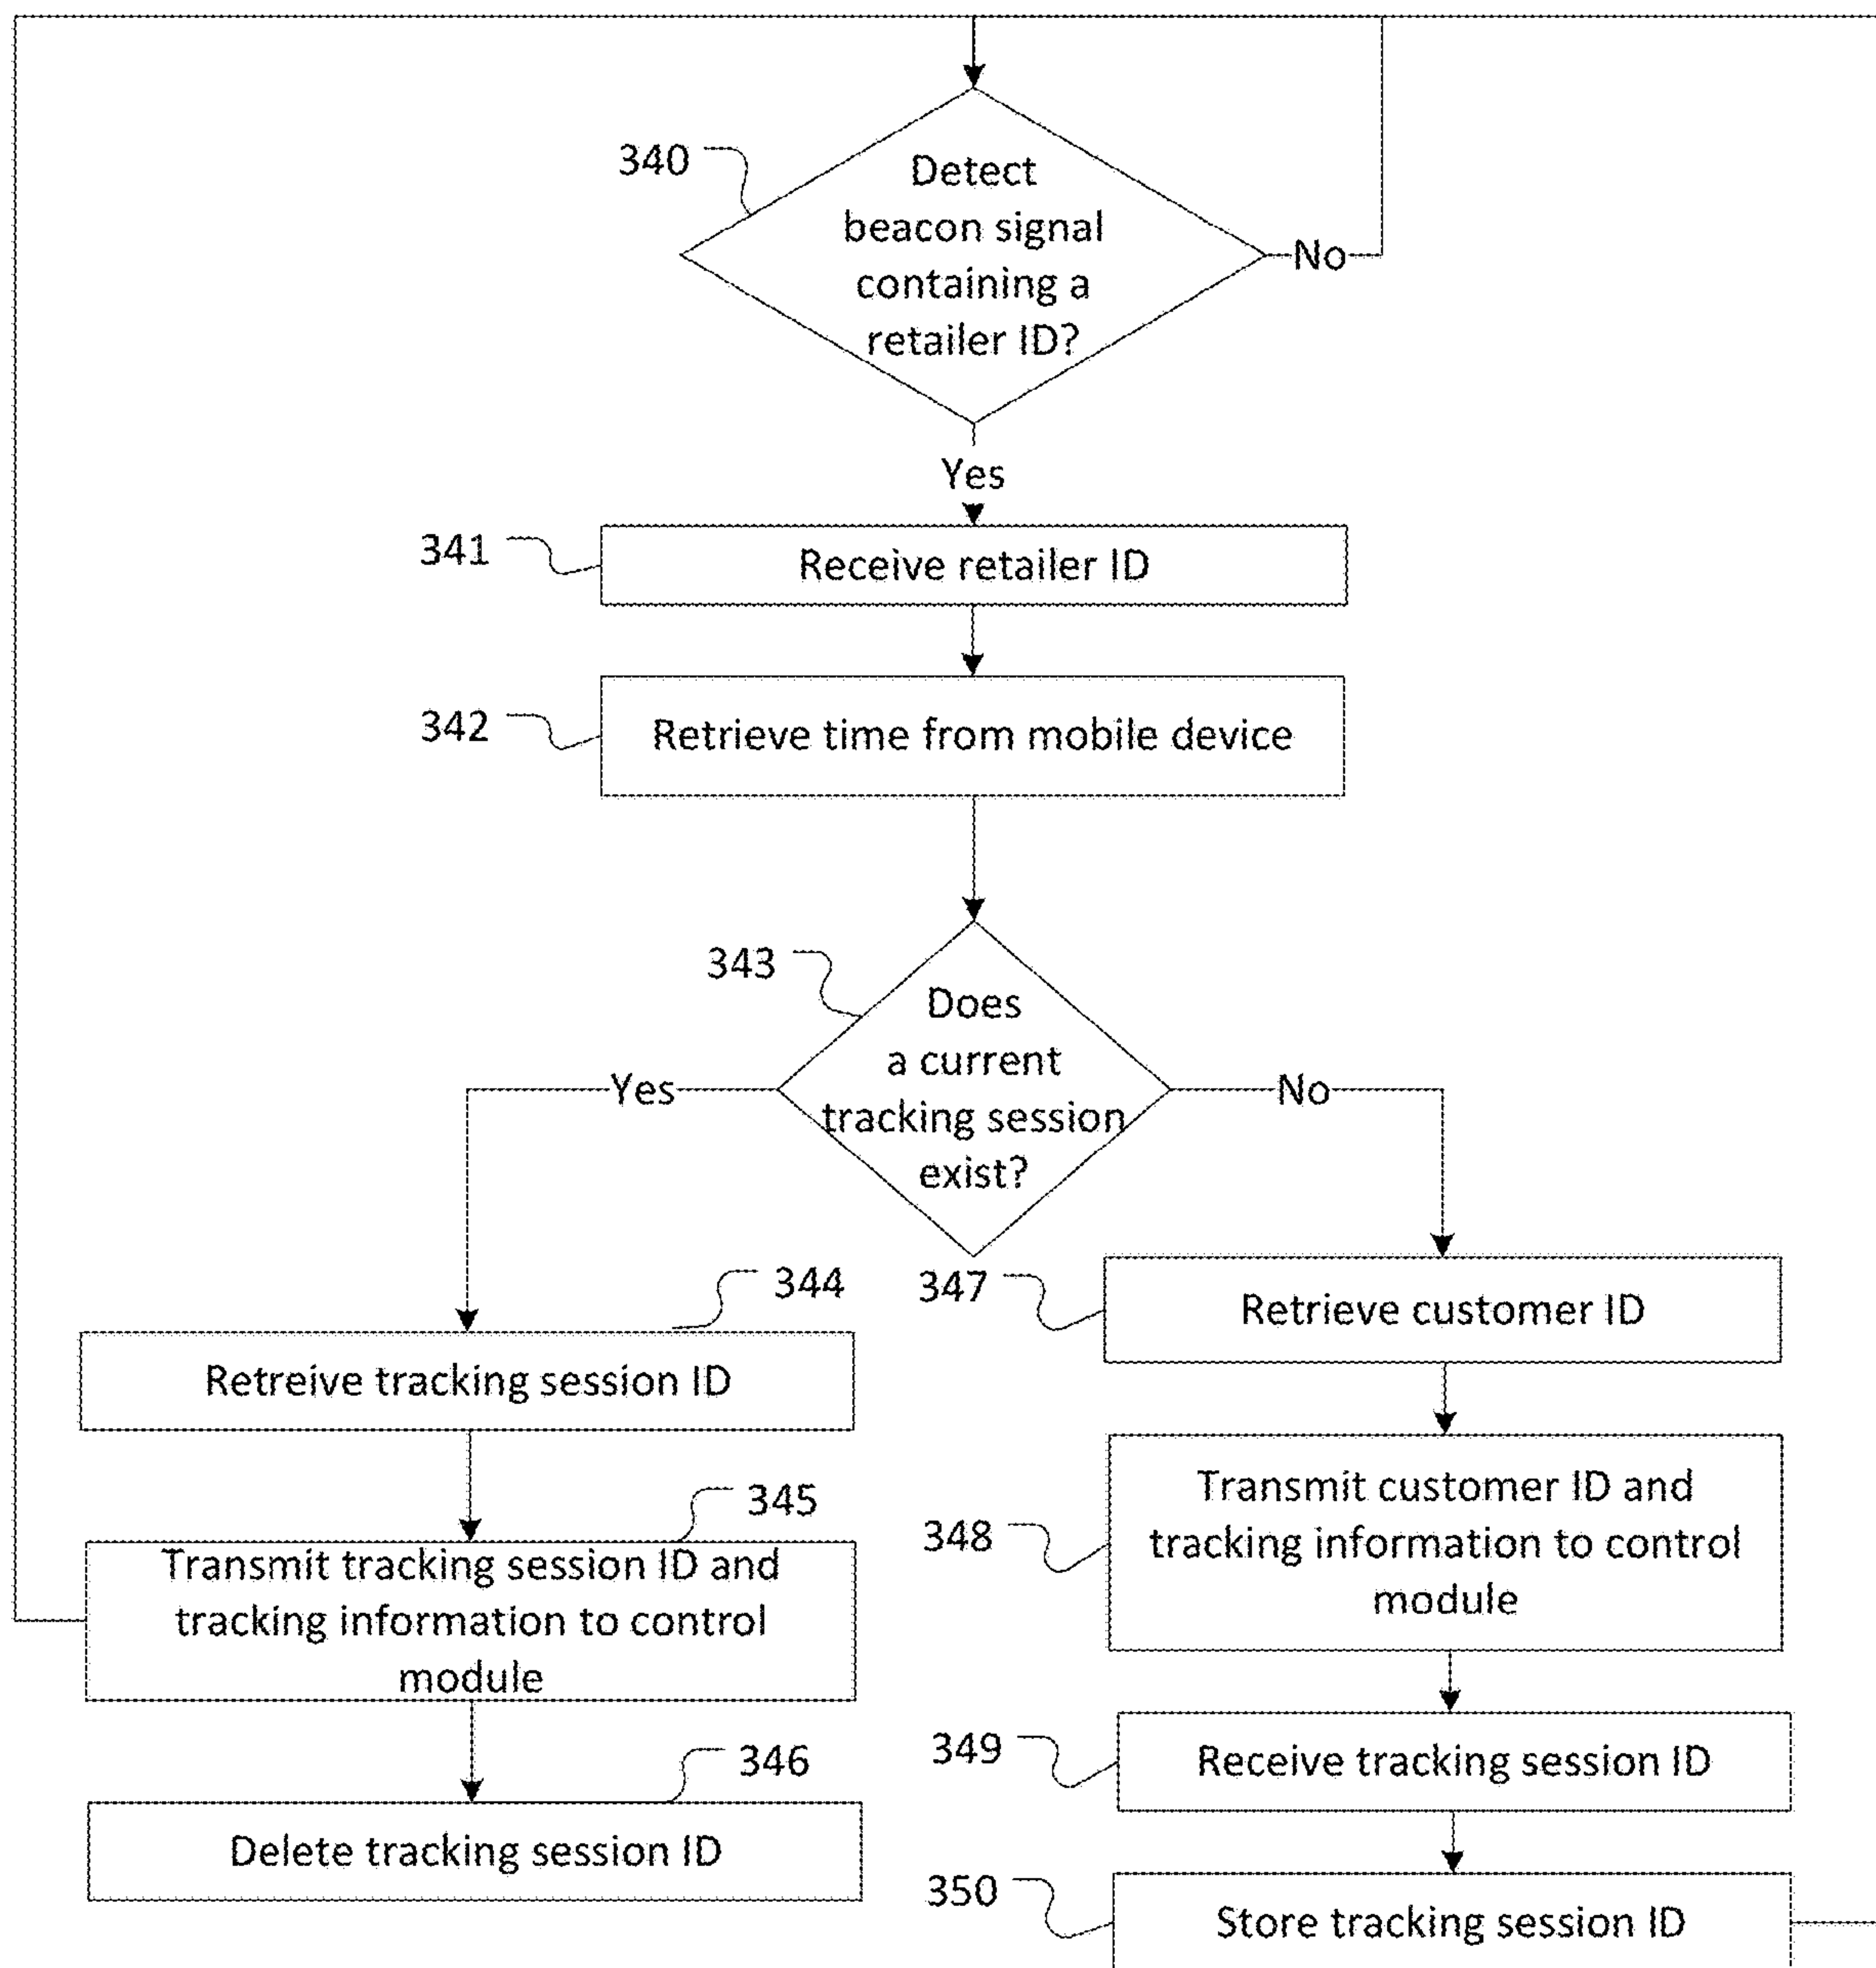 340
Detect
beacon signal
containing a
retailer ID?
No
Yes
341
Receive retailer ID
342
Retrieve time from mobile device
343
Does
a current
tracking session
exist?
Yes
No
344
Retreive tracking session ID
345
Transmit tracking session ID and
tracking information to control
module
346
Delete tracking session ID
347
Retrieve customer ID
348
Transmit customer ID and
tracking information to control
module
349
Receive tracking session ID
350
Store tracking session ID